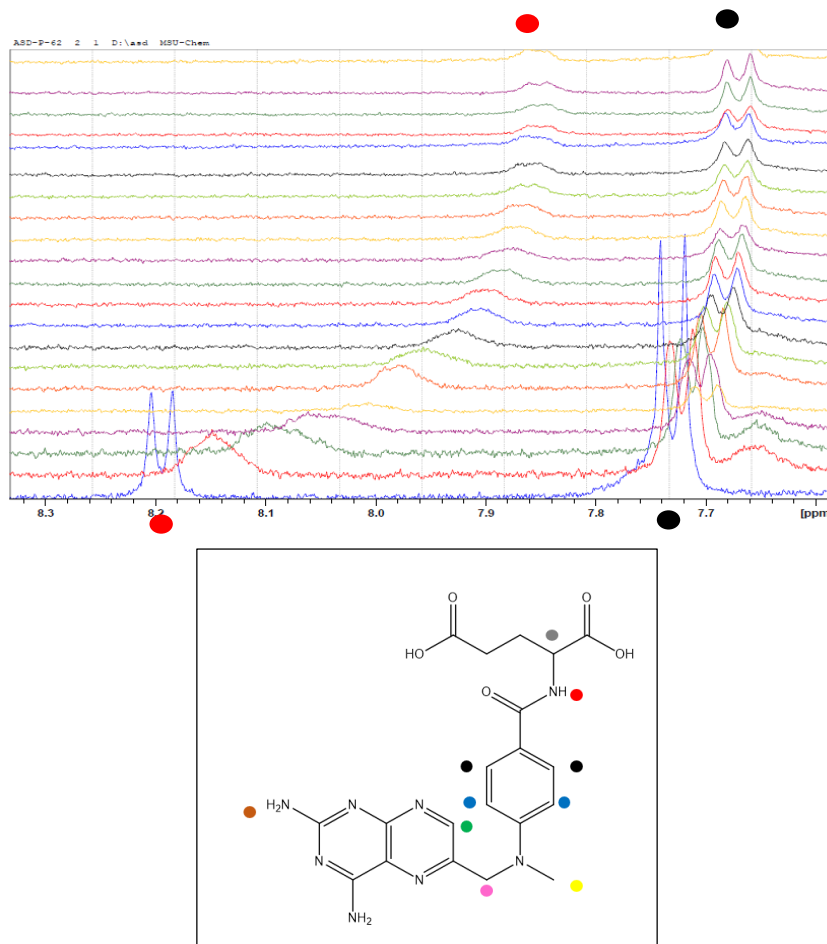 ASD-P-62 2 1 D:\asd MSU-Chem
8.3 8.2 8.1 8.0 7.9 7.8 7.7 [ppm
O O
HO OH
O NH
H₂N N N
N N N
NH₂